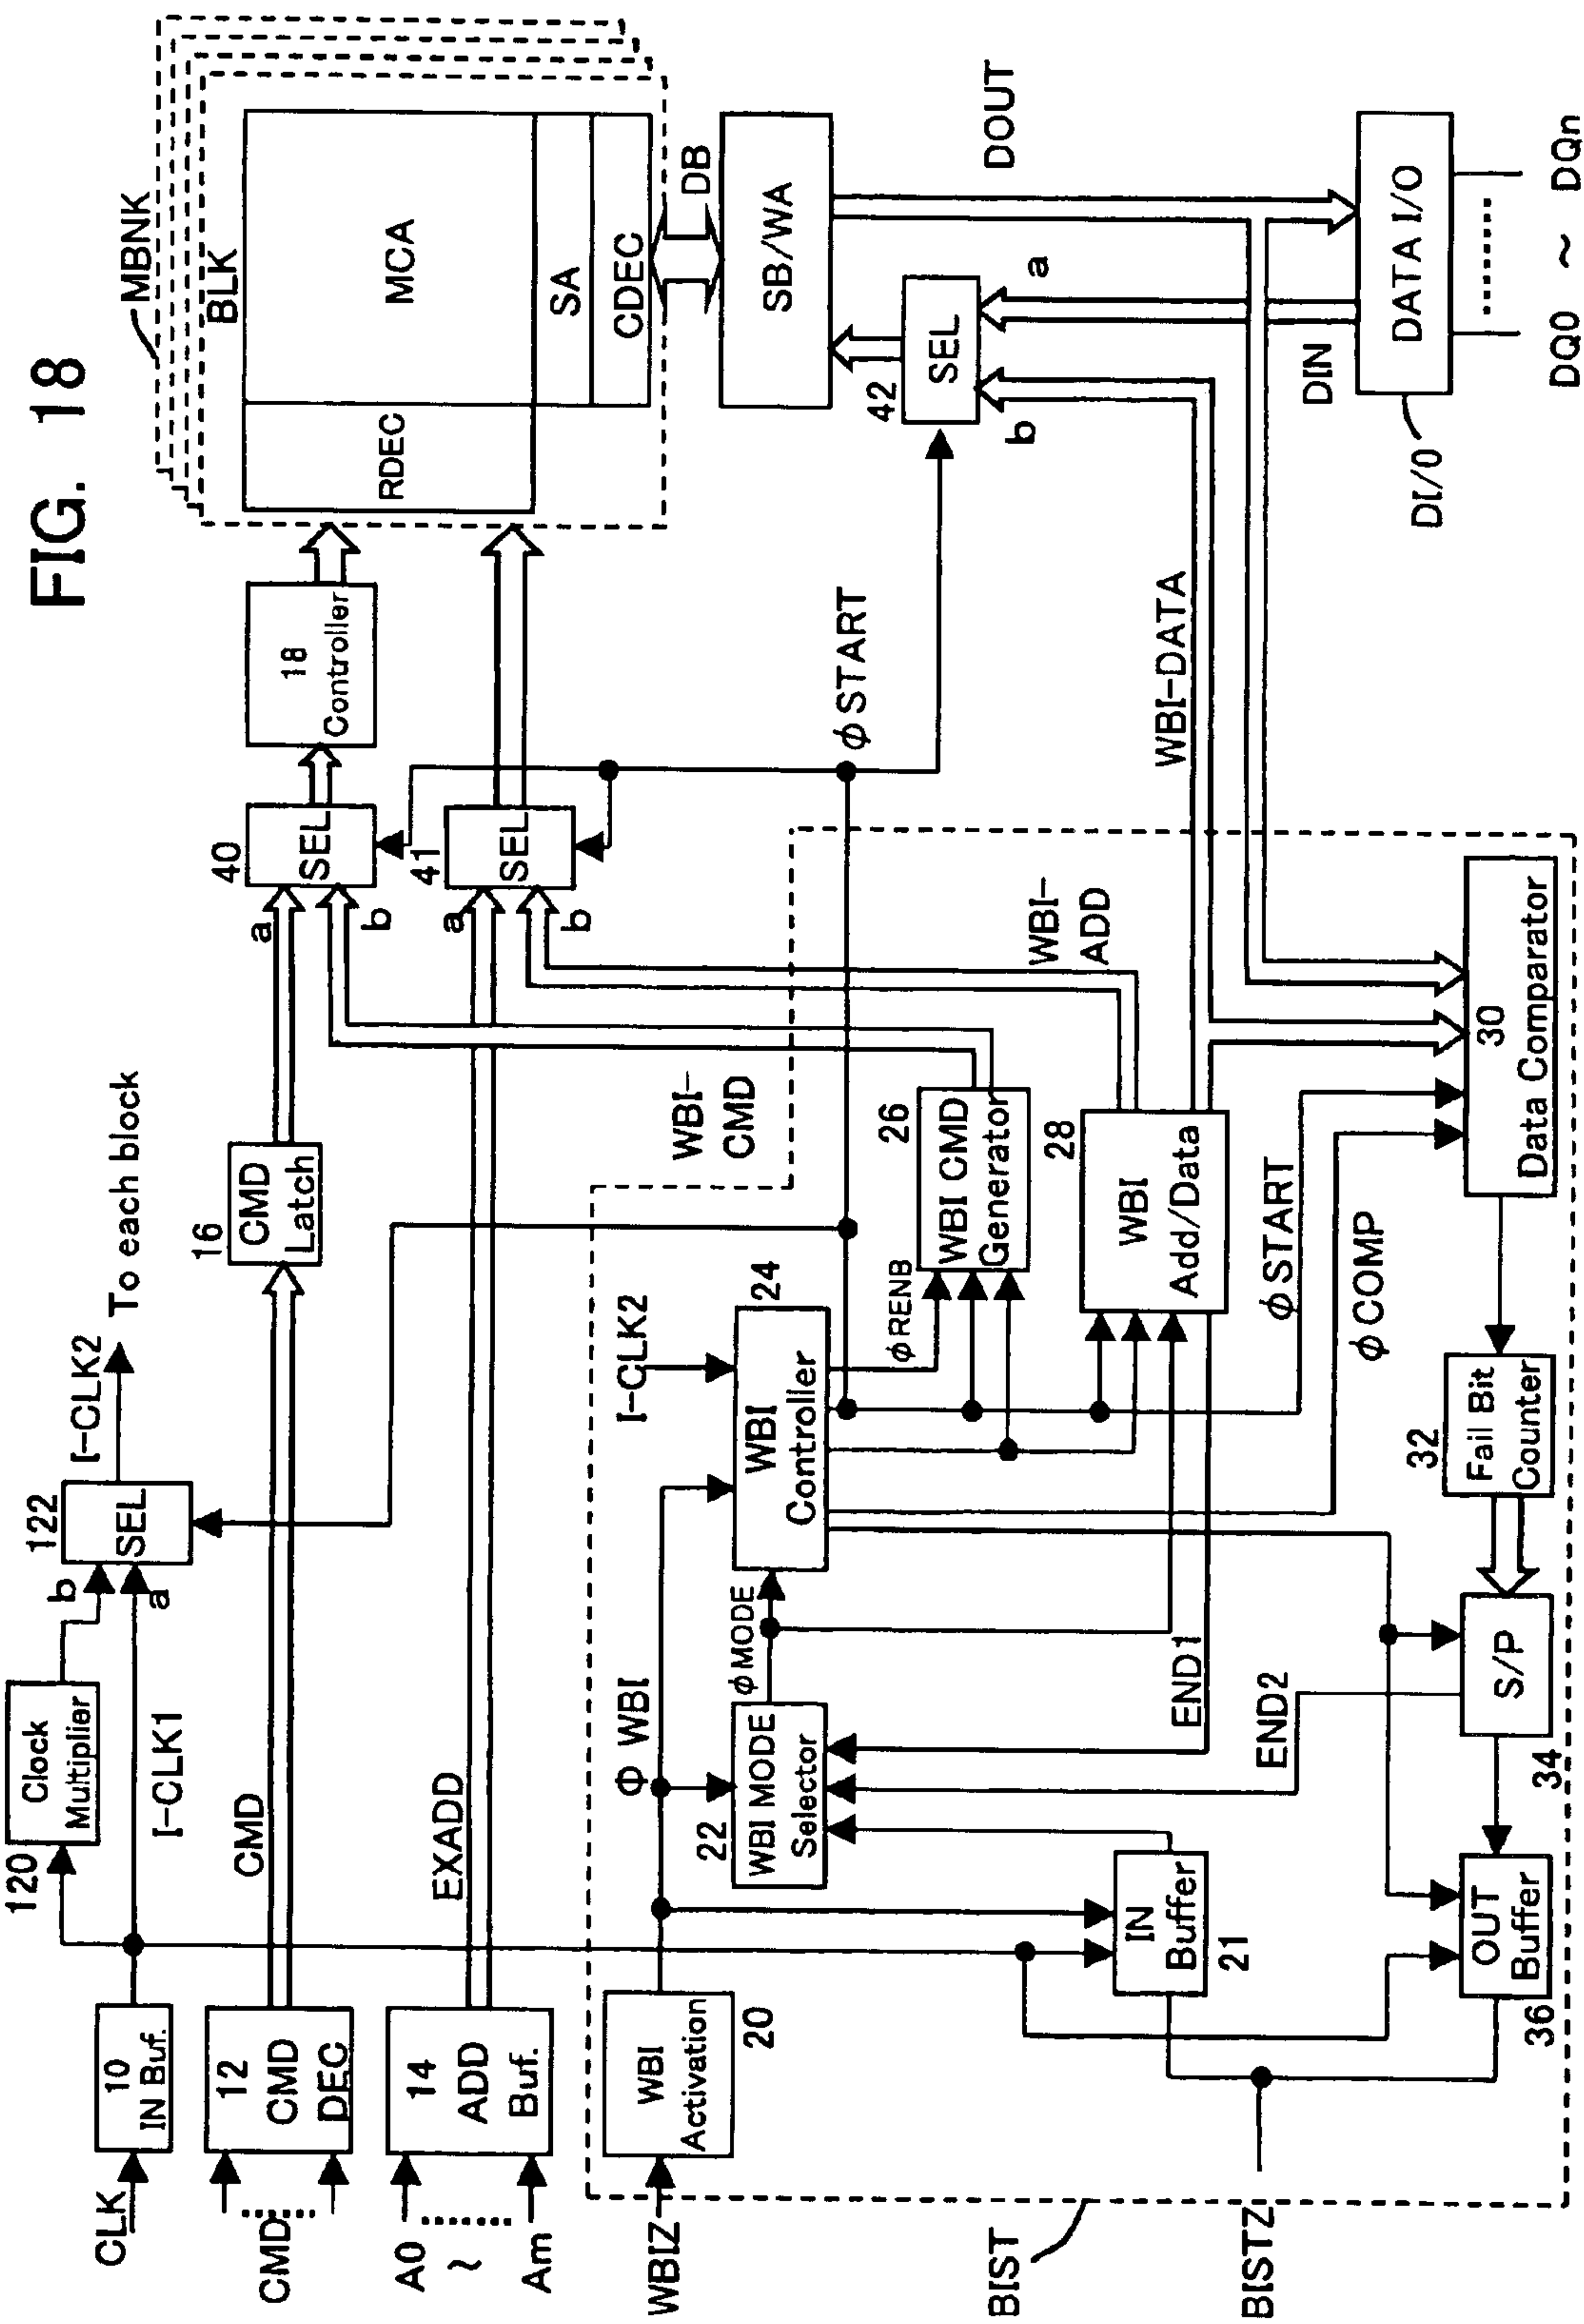 FIG. 18
CLK
10
IN Buf.
120
Clock
Multiplier
I-CLK1
b
a
122
SEL
I-CLK2
To each block
CMD
12
CMD
DEC
CMD
16
CMD
Latch
a
b
40
SEL
18
Controller
MBNK
BLK
RDEC
MCA
SA
CDEC
DB
A0
~
Am
14
ADD
Buf.
EXADD
a
b
41
SEL
SB/WA
DOUT
42
SEL
a
b
DIN
DATA I/O
DI/O
DQ0 ~ DQn
φSTART
WBI-DATA
WBI-
CMD
WBI-
ADD
WBIZ
WBI
Activation
20
Φ WBI
22
WBI MODE
Selector
φMODE
I-CLK2
WBI
Controller
24
φRENB
26
WBI CMD
Generator
28
WBI
Add/Data
END1
END2
φSTART
φCOMP
30
Data Comparator
32
Fail Bit
Counter
S/P
34
IN
Buffer
21
OUT
Buffer
36
BIST
BISTZ